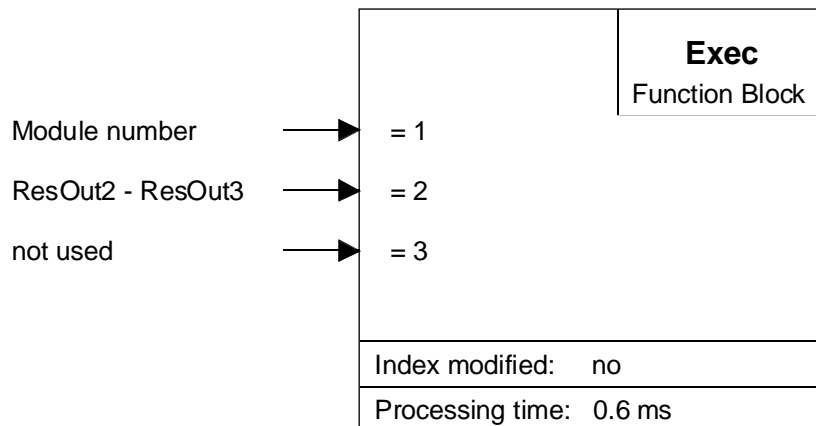 Exec
Function Block
Module number = 1
ResOut2 - ResOut3 = 2
not used = 3
Index modified: no
Processing time: 0.6 ms